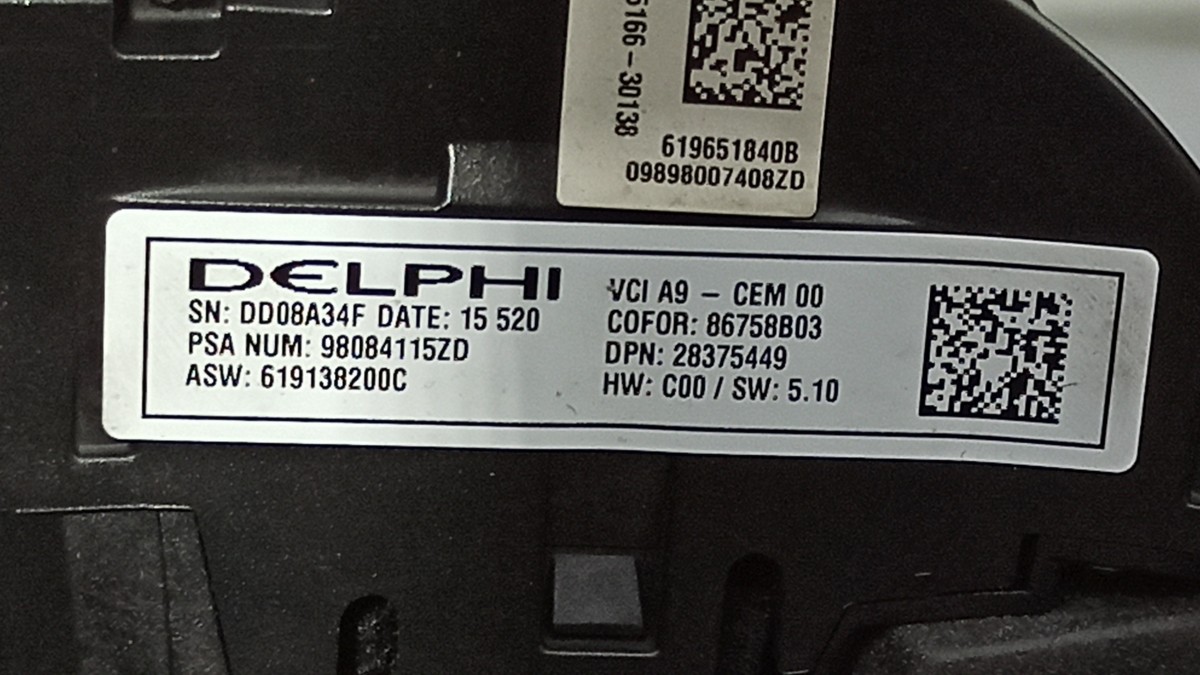 6166-30138
619651840B
09898007408ZD
DELPHI
SN: DD08A34F DATE: 15 520
PSA NUM: 98084115ZD
ASW: 619138200C
VCI A9 - CEM 00
COFOR: 86758B03
DPN: 28375449
HW: C00 / SW: 5.10